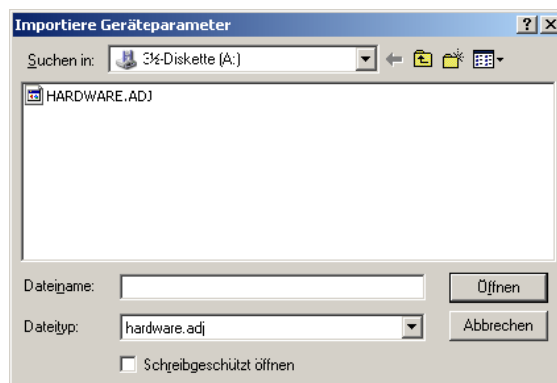 Importiere Geräteparameter
Suchen in: 3½-Diskette (A:)
HARDWARE.ADJ
Dateiname: Öffnen
Dateityp: hardware.adj Abbrechen
Schreibgeschützt öffnen